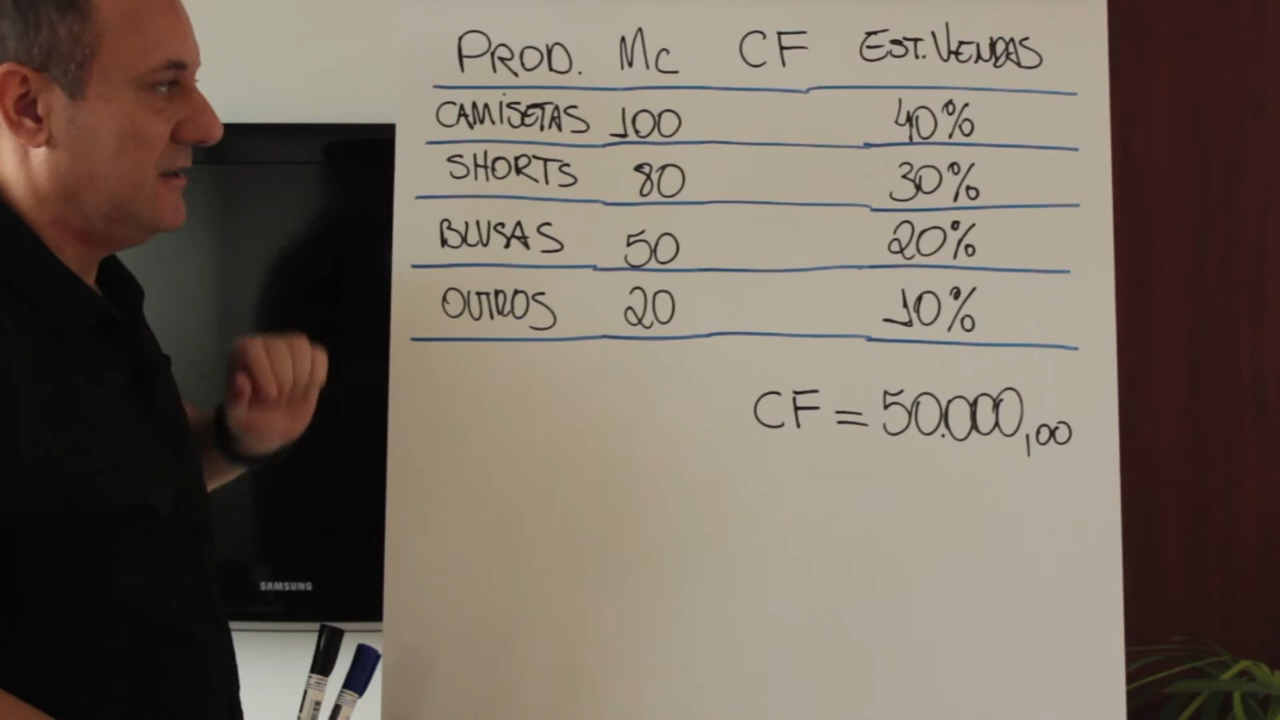 PROD. Mc CF EST. VENDAS
CAMISETAS 100 40%
SHORTS 80 30%
BLUSAS 50 20%
OUTROS 20 10%
CF = 50.000,00
SAMSUNG